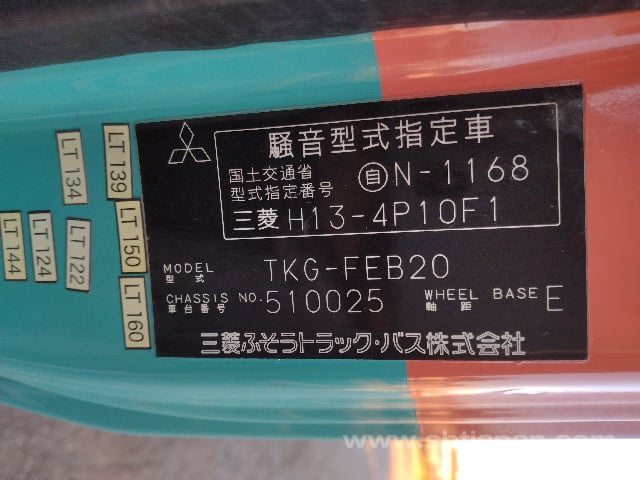 騒音型式指定車
国土交通省
型式指定番号
自 N-1168
三菱 H13-4P10F1
MODEL
型式
TKG-FEB20
CHASSIS NO.
車台番号
510025
WHEEL BASE
軸距
E
三菱ふそうトラック・バス株式会社
LT 139
LT 134
LT 150
LT 122
LT 124
LT 144
LT 160